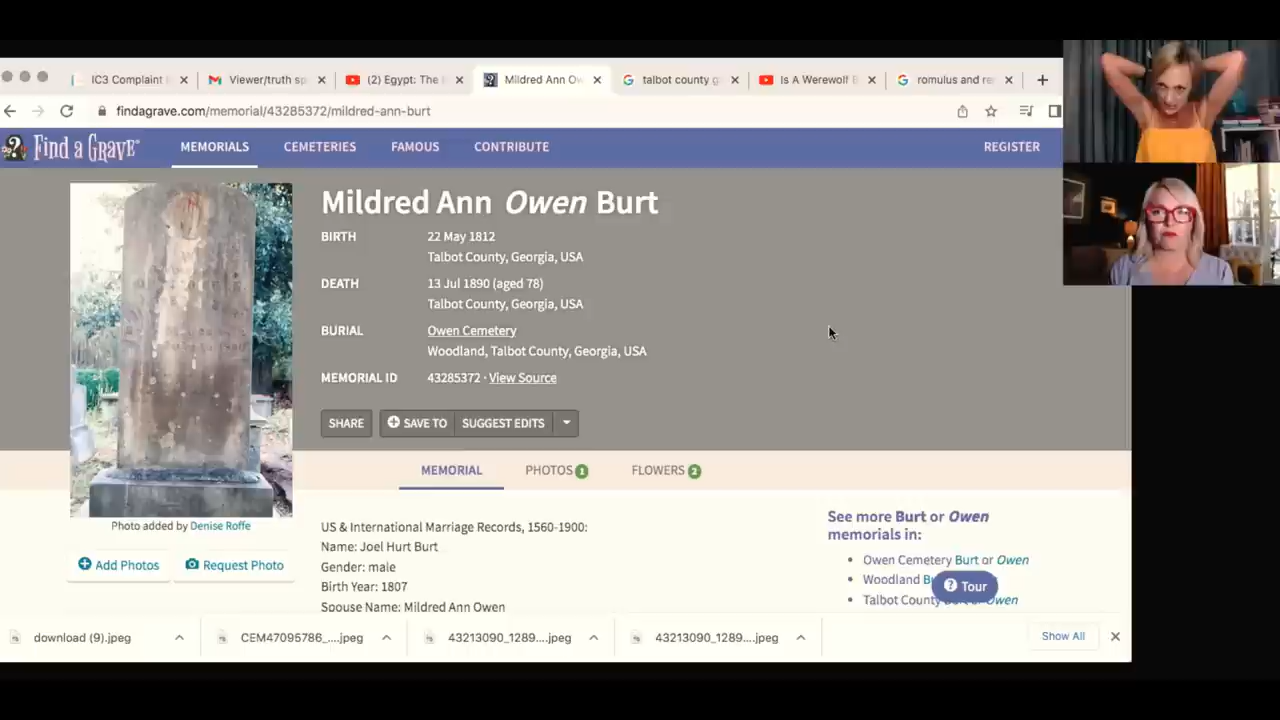 IC3 Complaint
Viewer/truth sp
(2) Egypt: The
Mildred Ann Ow
talbot county g
Is A Werewolf B
romulus and re
findagrave.com/memorial/43285372/mildred-ann-burt
Find a Grave®
MEMORIALS
CEMETERIES
FAMOUS
CONTRIBUTE
REGISTER
Mildred Ann Owen Burt
BIRTH
22 May 1812
Talbot County, Georgia, USA
DEATH
13 Jul 1890 (aged 78)
Talbot County, Georgia, USA
BURIAL
Owen Cemetery
Woodland, Talbot County, Georgia, USA
MEMORIAL ID
43285372 · View Source
SHARE
SAVE TO
SUGGEST EDITS
MEMORIAL
PHOTOS 1
FLOWERS 2
Photo added by Denise Roffe
Add Photos
Request Photo
US & International Marriage Records, 1560-1900:
Name: Joel Hurt Burt
Gender: male
Birth Year: 1807
Spouse Name: Mildred Ann Owen
See more Burt or Owen
memorials in:
Owen Cemetery Burt or Owen
Woodland
Talbot County
Tour
download (9).jpeg
CEM47095786_....jpeg
43213090_1289....jpeg
43213090_1289....jpeg
Show All